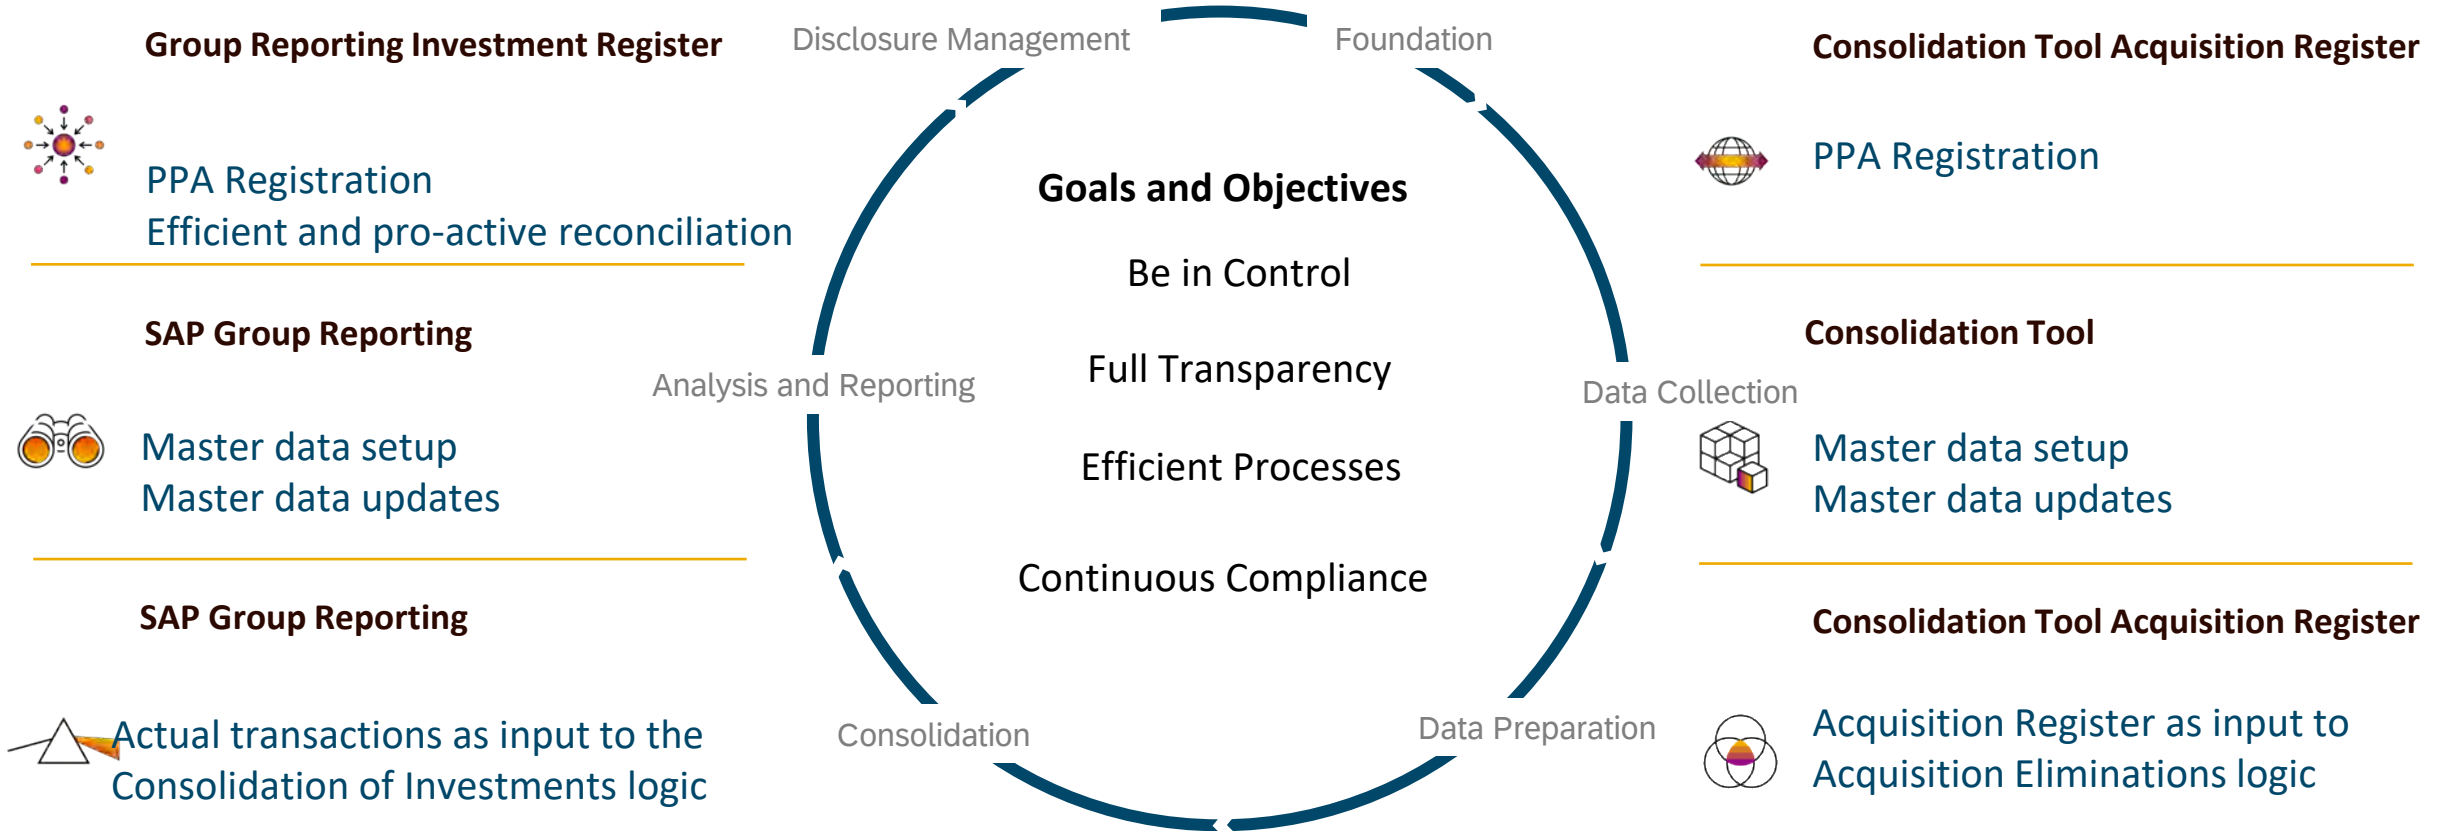 Group Reporting Investment Register
PPA Registration
Efficient and pro-active reconciliation
SAP Group Reporting
Master data setup
Master data updates
SAP Group Reporting
Actual transactions as input to the
Consolidation of Investments logic
Disclosure Management
Foundation
Analysis and Reporting
Data Collection
Consolidation
Data Preparation
Goals and Objectives
Be in Control
Full Transparency
Efficient Processes
Continuous Compliance
Consolidation Tool Acquisition Register
PPA Registration
Consolidation Tool
Master data setup
Master data updates
Consolidation Tool Acquisition Register
Acquisition Register as input to
Acquisition Eliminations logic